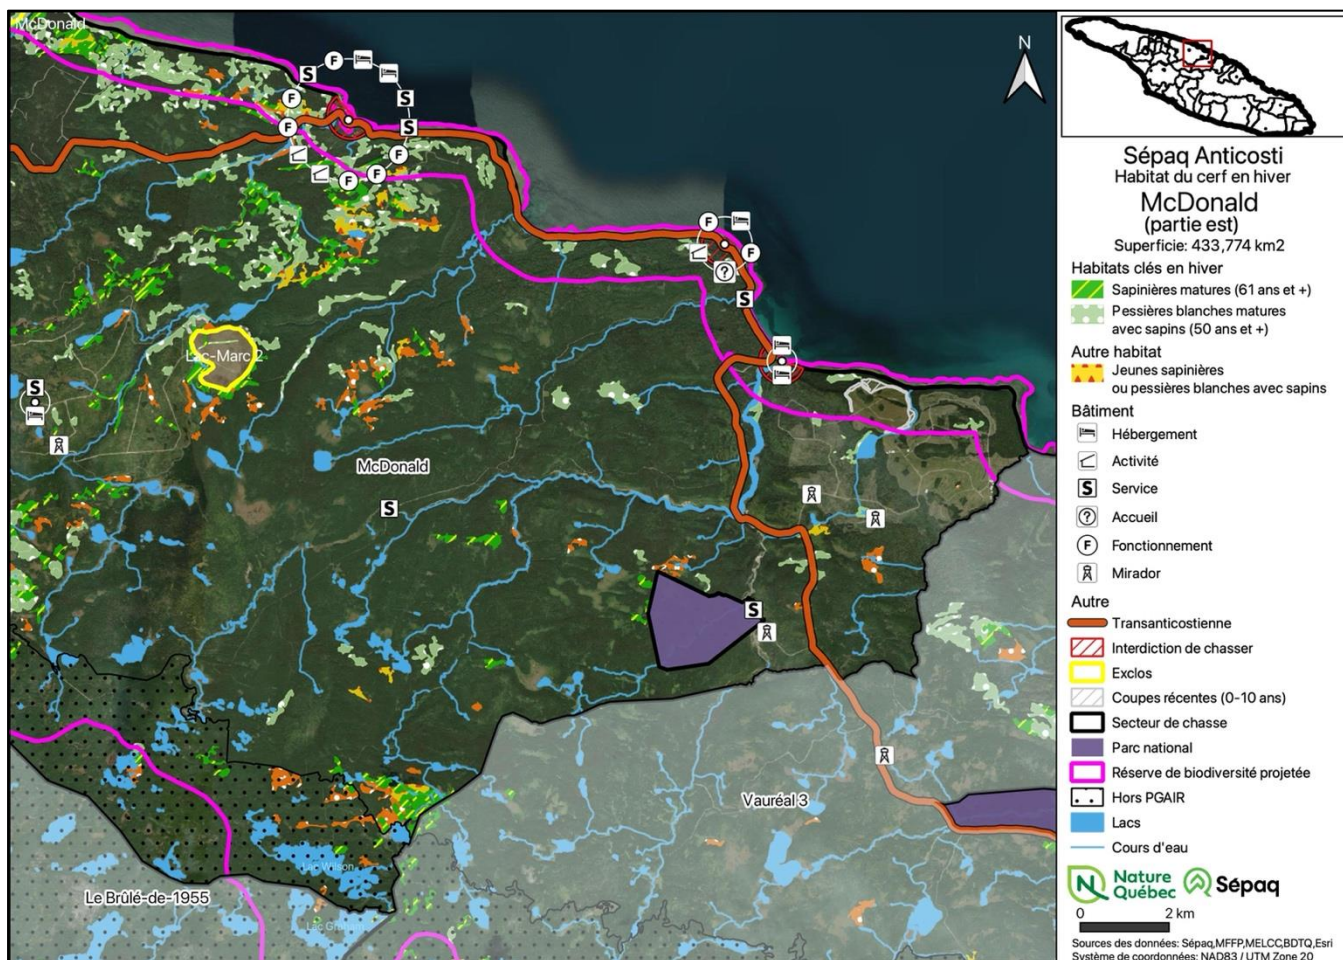 McDonald
F
S
F
F
S
S
F
F
F
N
F
F
?
S
Lac-Marc 2
S
McDonald
S
S
Vauréal 3
Le Brûlé-de-1955
Lac Wilson
Sépaq Anticosti
Habitat du cerf en hiver
McDonald
(partie est)
Superficie: 433,774 km2
Habitats clés en hiver
Sapinières matures (61 ans et +)
Pessières blanches matures
avec sapins (50 ans et +)
Autre habitat
Jeunes sapinières
ou pessières blanches avec sapins
Bâtiment
Hébergement
Activité
S Service
? Accueil
F Fonctionnement
Mirador
Autre
Transanticostienne
Interdiction de chasser
Exclos
Coupes récentes (0-10 ans)
Secteur de chasse
Parc national
Réserve de biodiversité projetée
Hors PGAIR
Lacs
Cours d'eau
Nature
Québec
Sépaq
0 2 km
Sources des données: Sépaq,MFFP,MELCC,BDTQ,Esri
Système de coordonnées: NAD83 / UTM Zone 20